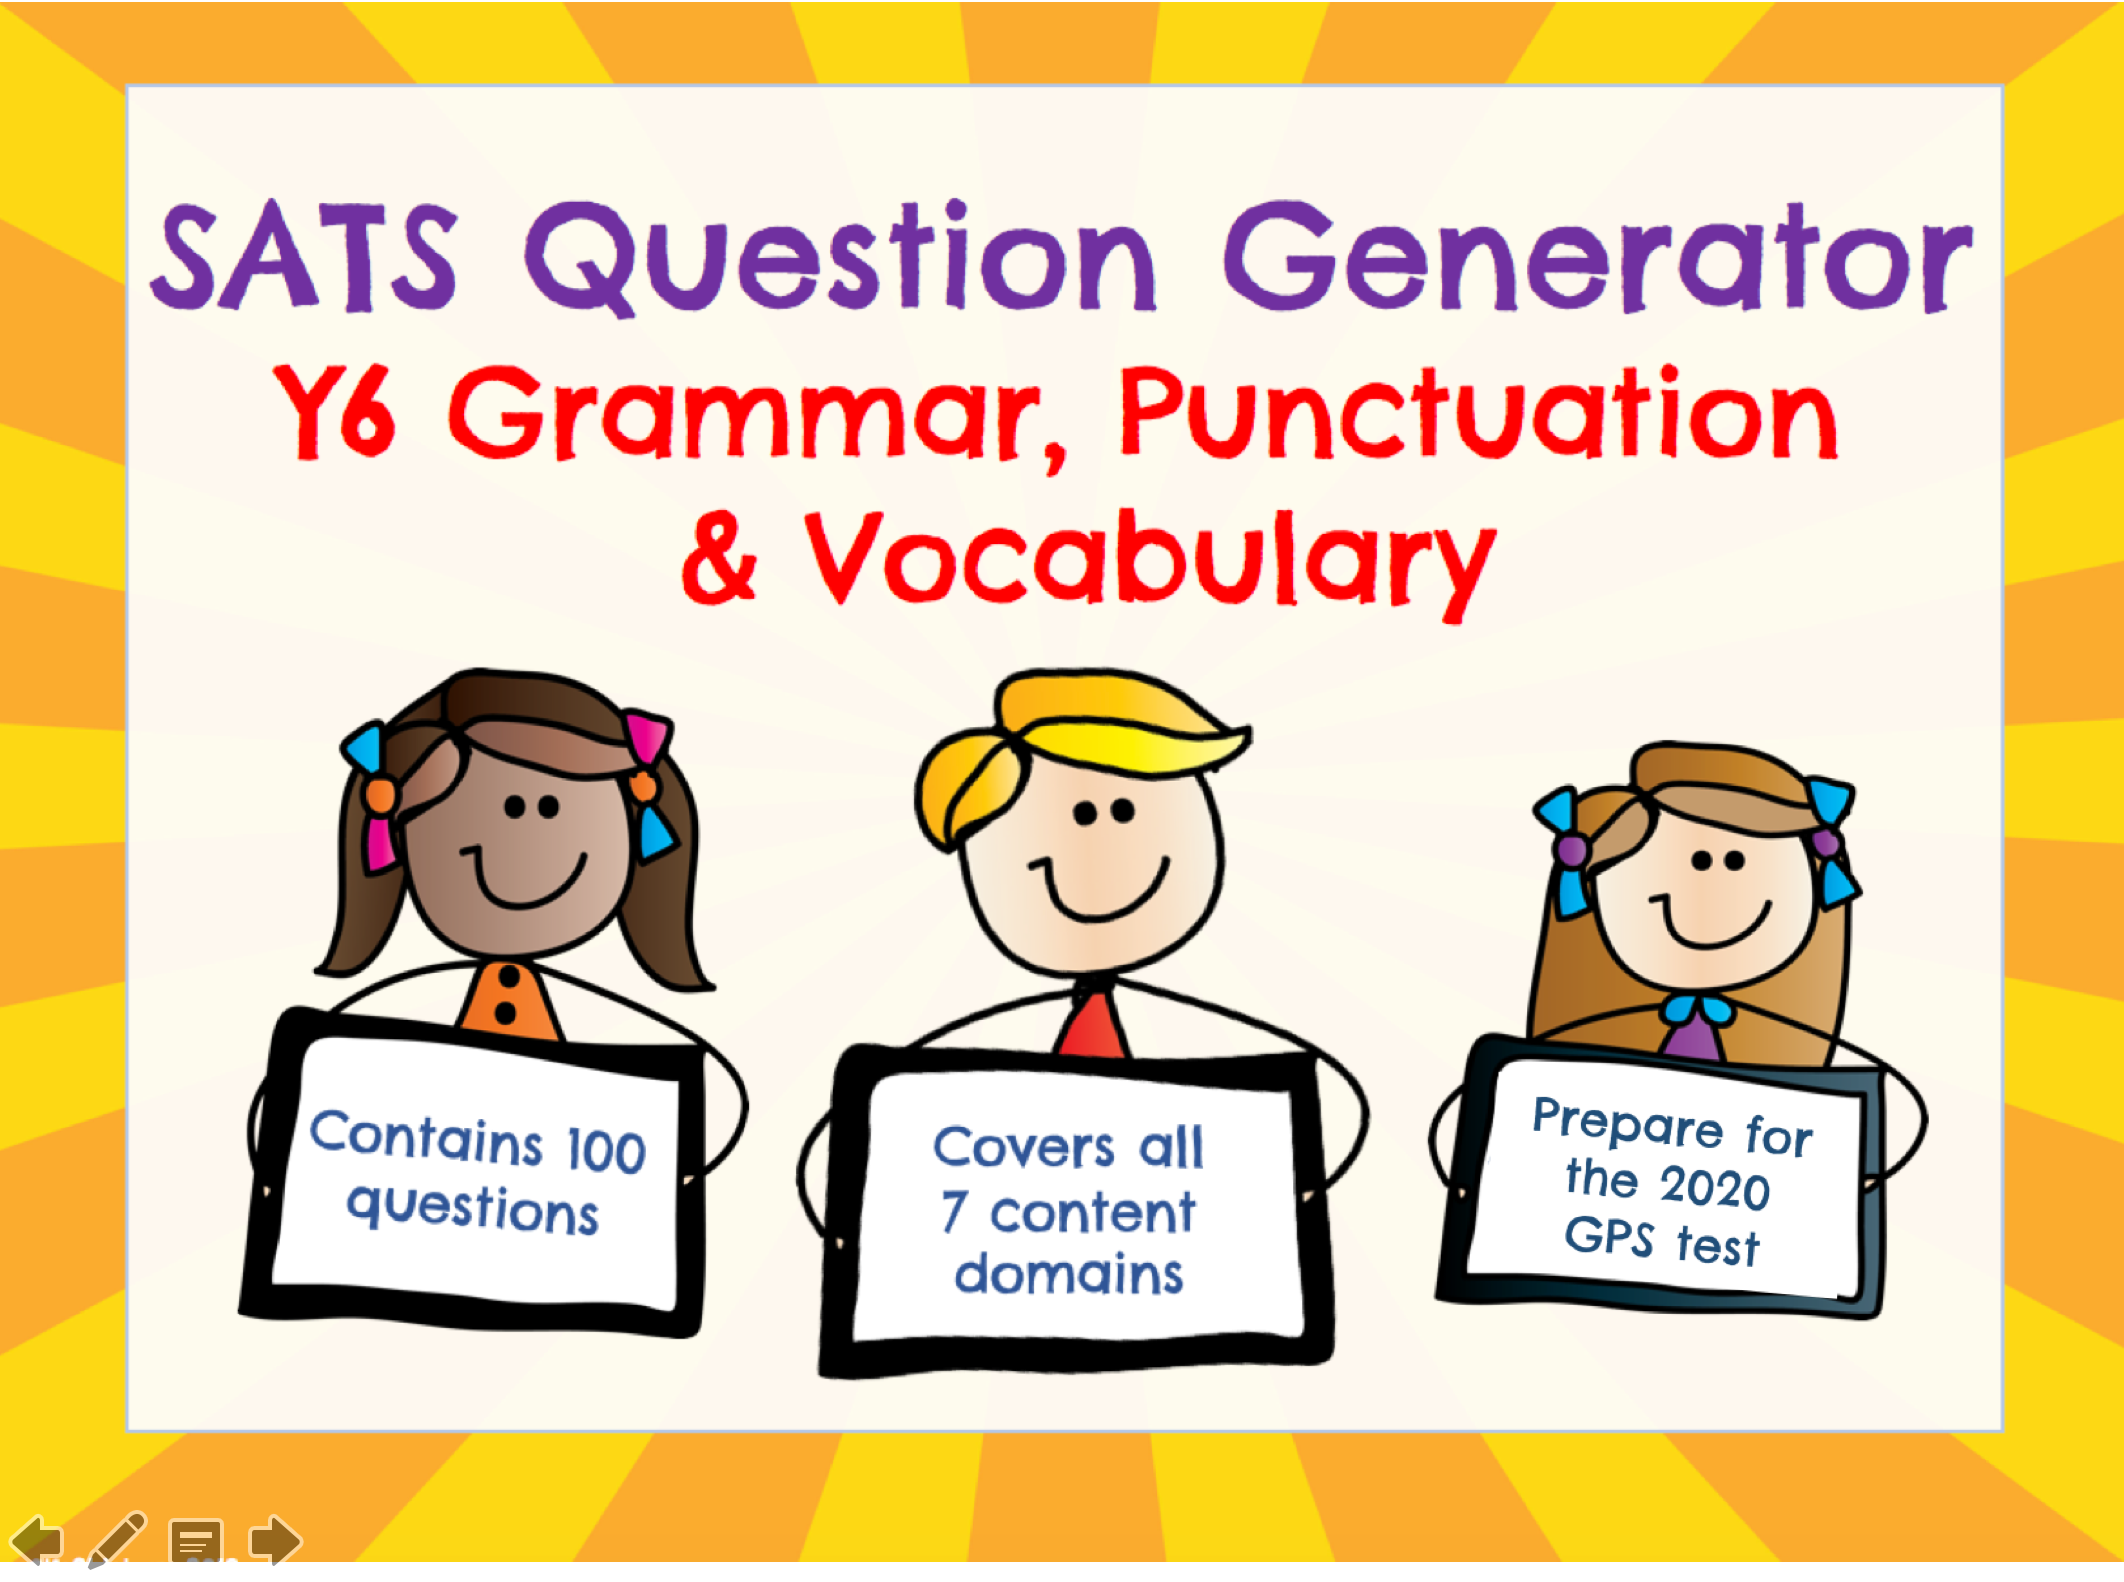 SATS Question Generator
Y6 Grammar, Punctuation
& Vocabulary
Contains 100
questions
Covers all
7 content
domains
Prepare for
the 2020
GPS test